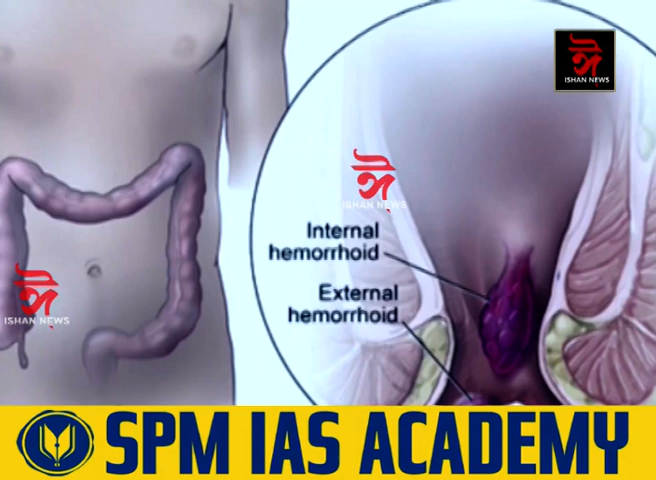 ঈ
ISHAN NEWS
ঈ
ISHAN NEWS
Internal
hemorrhoid
External
hemorrhoid
ঈ
ISHAN NEWS
SPM IAS ACADEMY